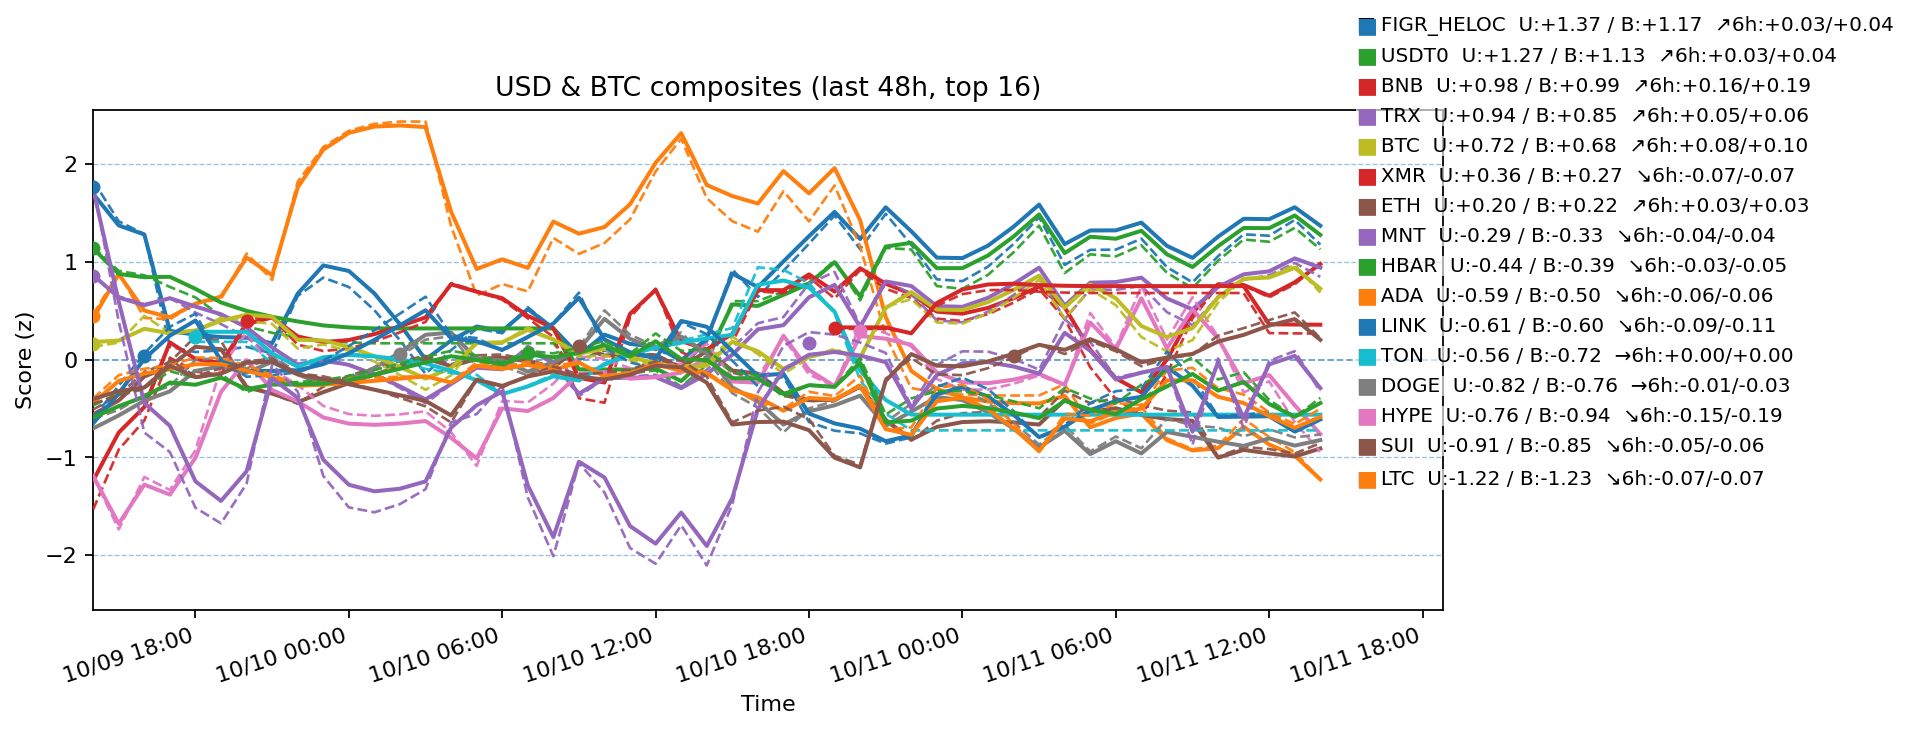 FIGR_HELOC U:+1.37 / B:+1.17 ↗6h:+0.03/+0.04
USDT0 U:+1.27 / B:+1.13 ↗6h:+0.03/+0.04
USD & BTC composites (last 48h, top 16)
BNB U:+0.98 / B:+0.99 ↗6h:+0.16/+0.19
TRX U:+0.94 / B:+0.85 ↗6h:+0.05/+0.06
BTC U:+0.72 / B:+0.68 ↗6h:+0.08/+0.10
XMR U:+0.36 / B:+0.27 ↘6h:-0.07/-0.07
ETH U:+0.20 / B:+0.22 ↗6h:+0.03/+0.03
MNT U:-0.29 / B:-0.33 ↘6h:-0.04/-0.04
HBAR U:-0.44 / B:-0.39 ↘6h:-0.03/-0.05
ADA U:-0.59 / B:-0.50 ↘6h:-0.06/-0.06
LINK U:-0.61 / B:-0.60 ↘6h:-0.09/-0.11
TON U:-0.56 / B:-0.72 →6h:+0.00/+0.00
DOGE U:-0.82 / B:-0.76 →6h:-0.01/-0.03
HYPE U:-0.76 / B:-0.94 ↘6h:-0.15/-0.19
SUI U:-0.91 / B:-0.85 ↘6h:-0.05/-0.06
LTC U:-1.22 / B:-1.23 ↘6h:-0.07/-0.07
Score (z)
2
1
0
−1
−2
10/09 18:00
10/10 00:00
10/10 06:00
10/10 12:00
10/10 18:00
10/11 00:00
10/11 06:00
10/11 12:00
10/11 18:00
Time